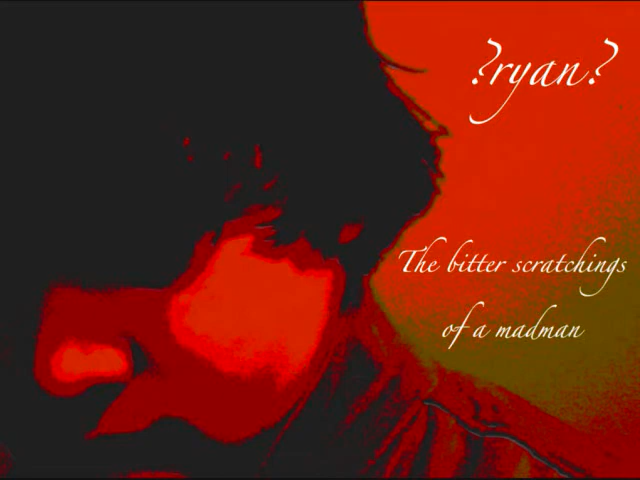 ?ryan?
The bitter scratchings
of a madman